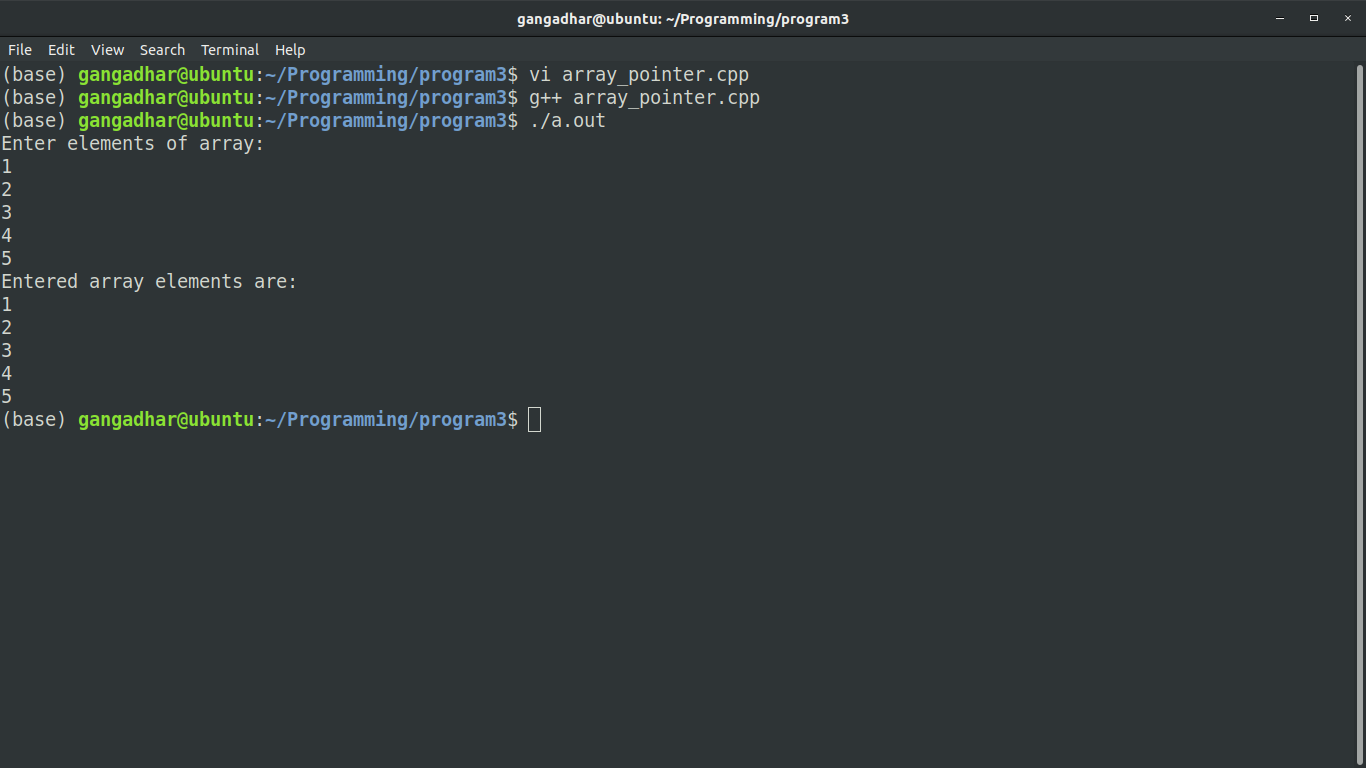 gangadhar@ubuntu: ~/Programming/program3
File Edit View Search Terminal Help
(base) gangadhar@ubuntu:~/Programming/program3$ vi array_pointer.cpp
(base) gangadhar@ubuntu:~/Programming/program3$ g++ array_pointer.cpp
(base) gangadhar@ubuntu:~/Programming/program3$ ./a.out
Enter elements of array:
1
2
3
4
5
Entered array elements are:
1
2
3
4
5
(base) gangadhar@ubuntu:~/Programming/program3$